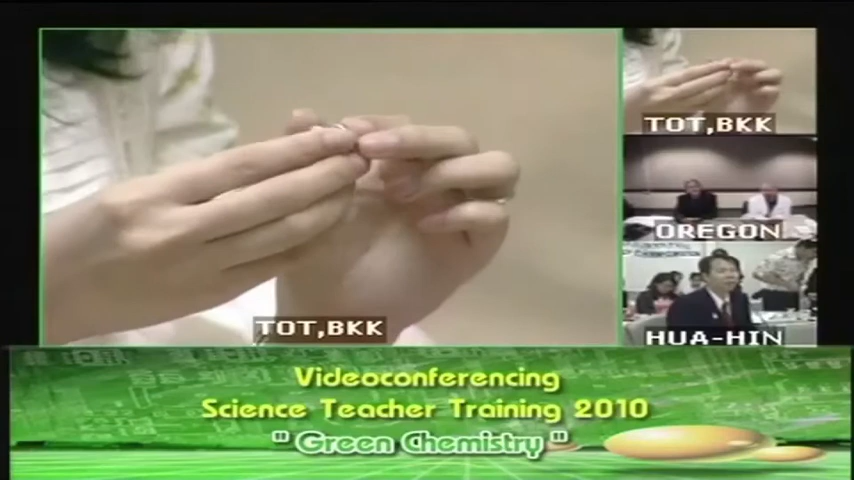 TOT,BKK
OREGON
HUA-HIN
TOT,BKK
Videoconferencing
Science Teacher Training 2010
"Green Chemistry"